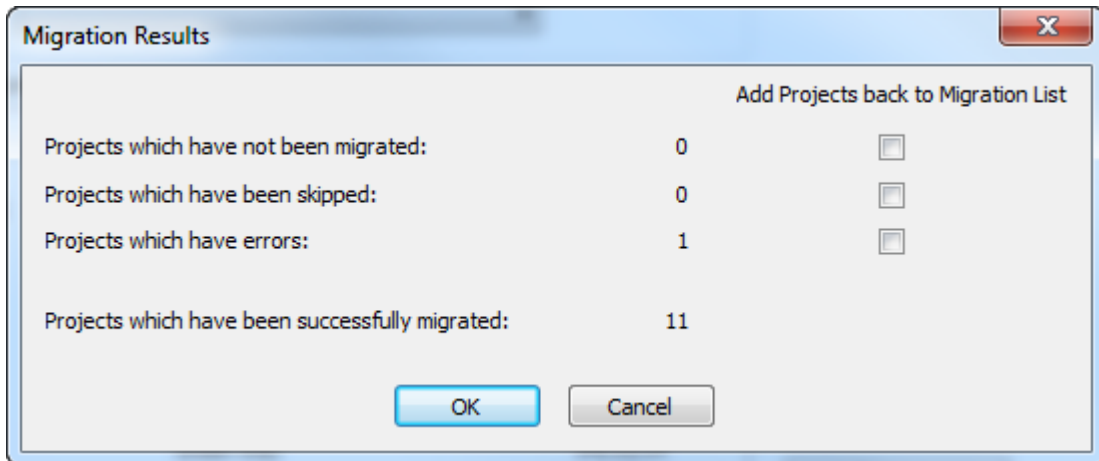 Migration Results
Add Projects back to Migration List
Projects which have not been migrated: 0
Projects which have been skipped: 0
Projects which have errors: 1
Projects which have been successfully migrated: 11
OK Cancel